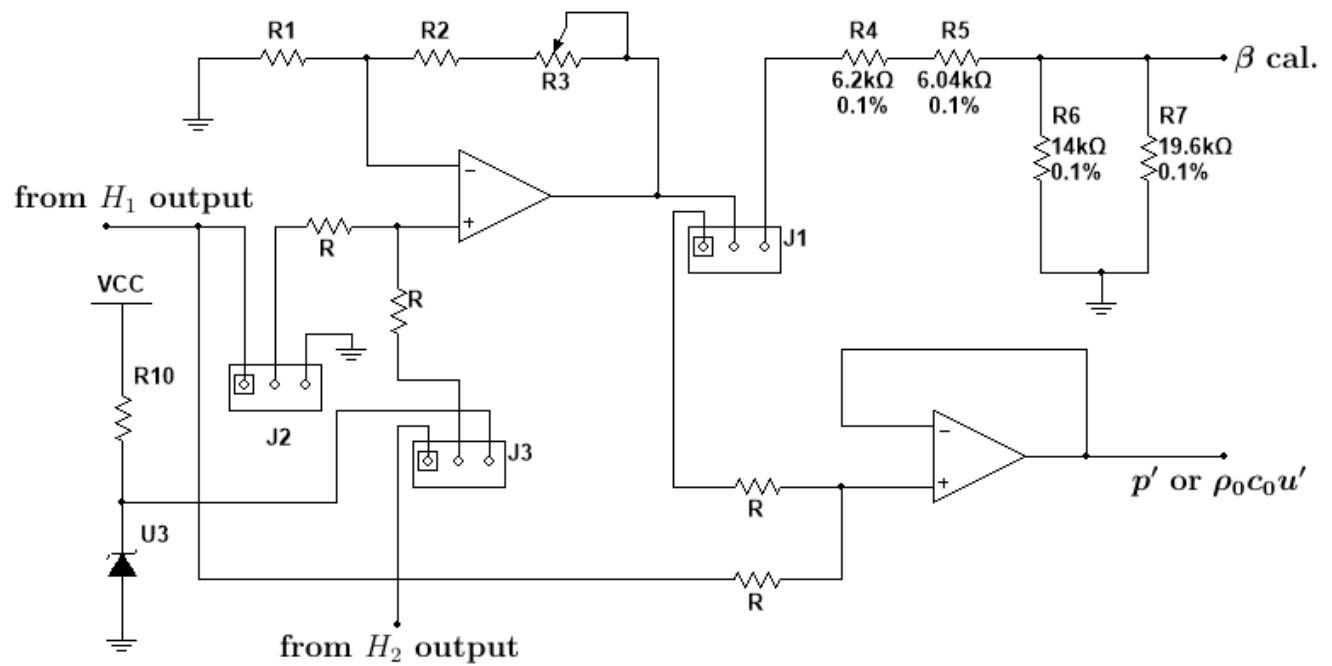 R1
R2
R3
R4
6.2kΩ
0.1%
R5
6.04kΩ
0.1%
β cal.
R6
14kΩ
0.1%
R7
19.6kΩ
0.1%
−
+
from H₁ output
R
J1
VCC
R
R10
J2
J3
−
+
p′ or ρ₀c₀u′
R
U3
R
from H₂ output